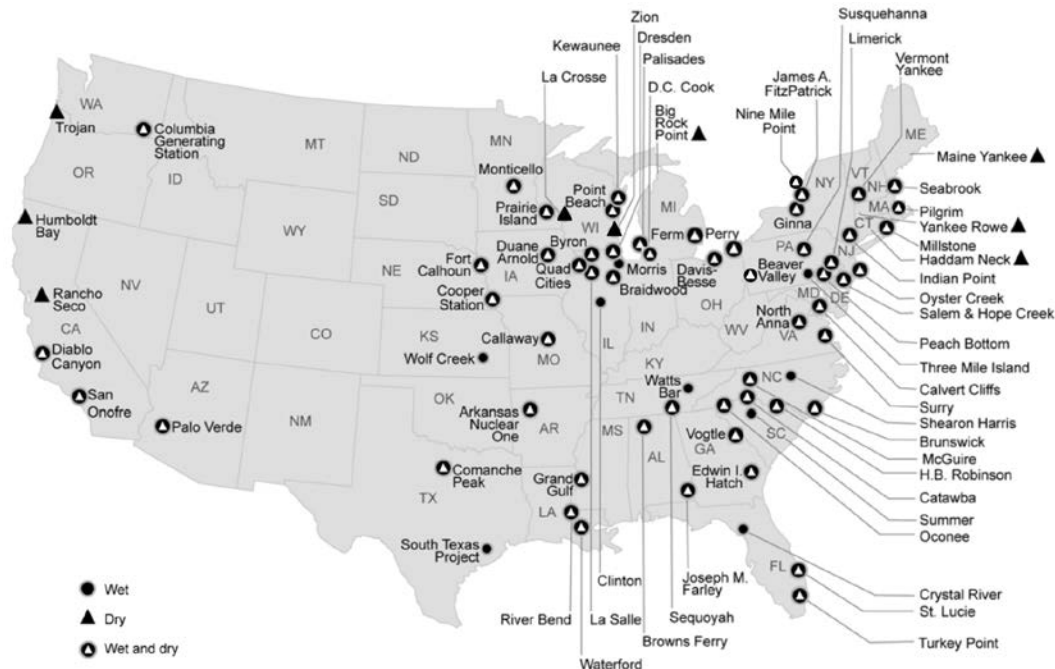 Susquehanna
Zion
Limerick
Dresden
Kewaunee
Palisades
Vermont
Yankee
La Crosse
D.C. Cook
James A.
FitzPatrick
Big
Rock
Point
Nine Mile
Point
WA
Trojan
Columbia
Generating
Station
MT
ND
MN
Monticello
ME
Maine Yankee
OR
ID
SD
Prairie
Island
Point
Beach
WI
MI
NY
VT
NH
MA
CT
Seabrook
Pilgrim
Yankee Rowe
Millstone
Haddam Neck
Ginna
Humboldt
Bay
WY
Duane
Arnold
Byron
Ferm
Perry
PA
NJ
Indian Point
Fort
Calhoun
NE
IA
Quad
Cities
Morris
Braidwood
Davis-
Besse
Beaver
Valley
Oyster Creek
Salem & Hope Creek
Cooper
Station
Rancho
Seco
NV
UT
CO
CA
OH
MD
DE
North
Anna
Peach Bottom
Three Mile Island
Diablo
Canyon
KS
Callaway
MO
IL
IN
WV
VA
Calvert Cliffs
Wolf Creek
KY
Surry
San
Onofre
AZ
NM
OK
Watts
Bar
TN
NC
Shearon Harris
Palo Verde
Arkansas
Nuclear
One
AR
MS
AL
GA
SC
Vogtle
Brunswick
McGuire
H.B. Robinson
Comanche
Peak
TX
Grand
Gulf
Edwin I.
Hatch
Catawba
LA
Summer
Oconee
South Texas
Project
FL
Clinton
Joseph M.
Farley
Crystal River
St. Lucie
River Bend
La Salle
Sequoyah
Browns Ferry
Turkey Point
Waterford
Wet
Dry
Wet and dry